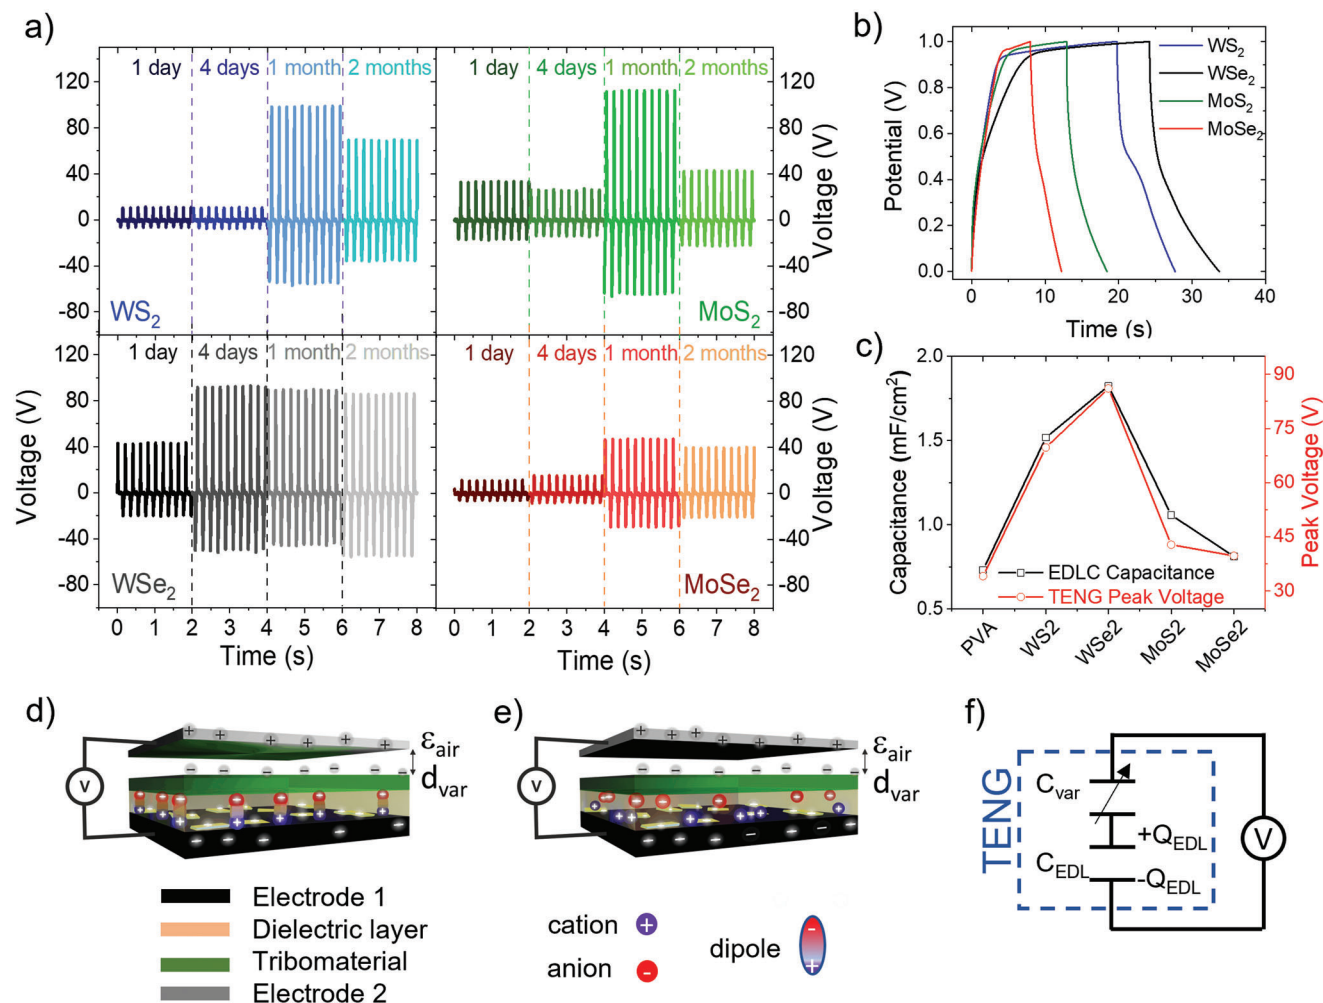 a)
1 day 4 days 1 month 2 months
1 day 4 days 1 month 2 months
120
80
40
0
-40
-80
WS2
MoS2
120
80
40
0
-40
-80
Voltage (V)
1 day 4 days 1 month 2 months
1 day 4 days 1 month 2 months
120
80
40
0
-40
-80
Voltage (V)
WSe2
MoSe2
120
80
40
0
-40
-80
Voltage (V)
0 1 2 3 4 5 6 7 8
0 1 2 3 4 5 6 7 8
Time (s)
Time (s)
b)
Potential (V)
1.0
0.8
0.6
0.4
0.2
0.0
WS2
WSe2
MoS2
MoSe2
0 10 20 30 40
Time (s)
c)
Capacitance (mF/cm²)
2.0
1.5
1.0
0.5
EDLC Capacitance
TENG Peak Voltage
90
75
60
45
30
Peak Voltage (V)
PVA WS2 WSe2 MoS2 MoSe2
d)
V
+ + + + + +
εair
dvar
e)
V
+ + + + + + +
εair
dvar
Electrode 1
Dielectric layer
Tribomaterial
Electrode 2
cation +
anion -
dipole - +
f)
TENG
Cvar
+QEDL
CEDL
-QEDL
V